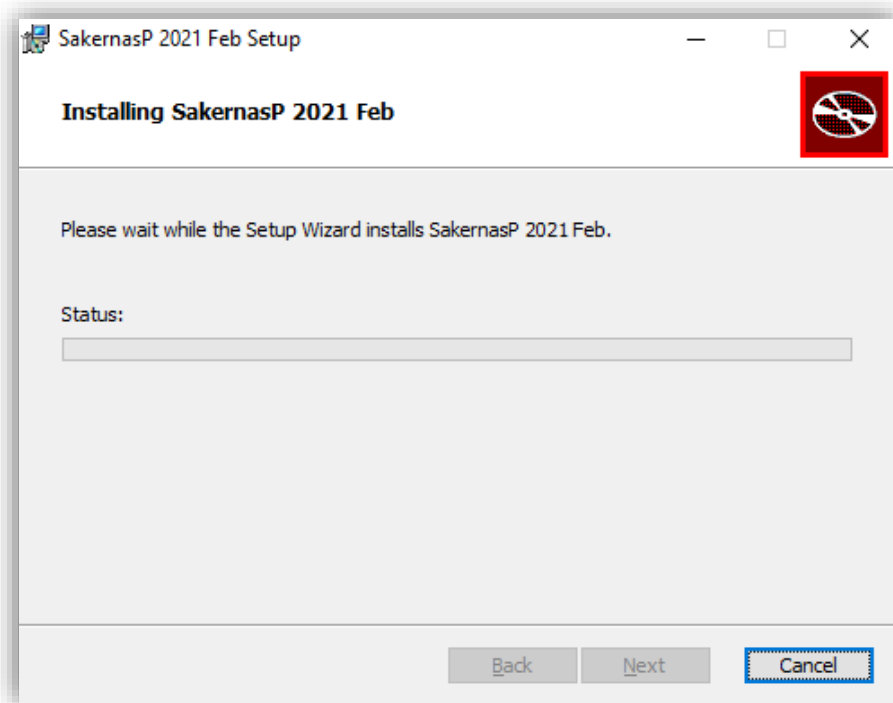 SakernasP 2021 Feb Setup
Installing SakernasP 2021 Feb
Please wait while the Setup Wizard installs SakernasP 2021 Feb.
Status:
Back Next Cancel